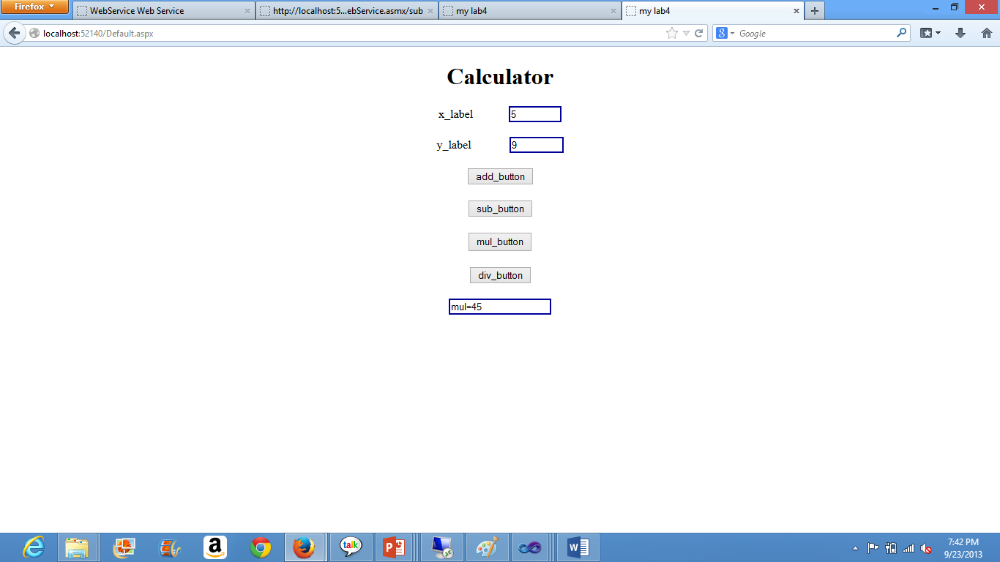 Firefox
WebService Web Service
http://localhost:5...ebService.asmx/sub
my lab4
my lab4
localhost:52140/Default.aspx
Google
Calculator
x_label 5
y_label 9
add_button
sub_button
mul_button
div_button
mul=45
talk
7:42 PM
9/23/2013